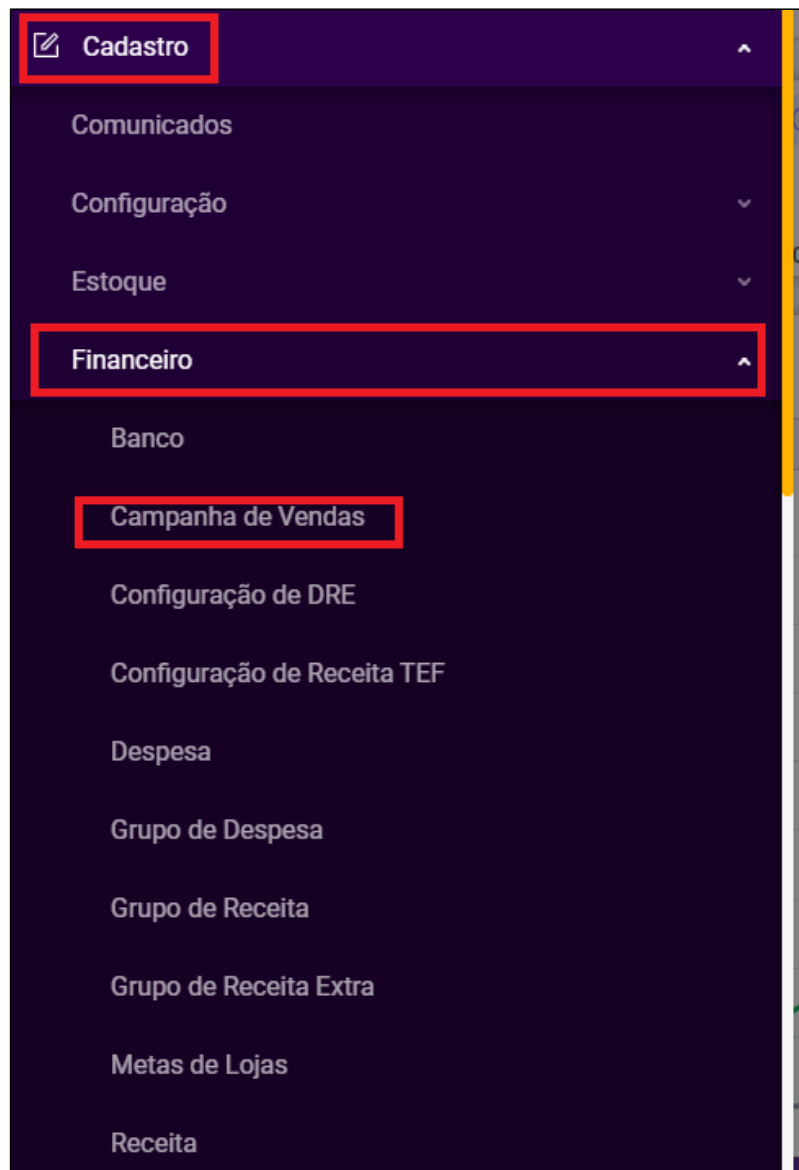 Cadastro
Comunicados
Configuração
Estoque
Financeiro
Banco
Campanha de Vendas
Configuração de DRE
Configuração de Receita TEF
Despesa
Grupo de Despesa
Grupo de Receita
Grupo de Receita Extra
Metas de Lojas
Receita